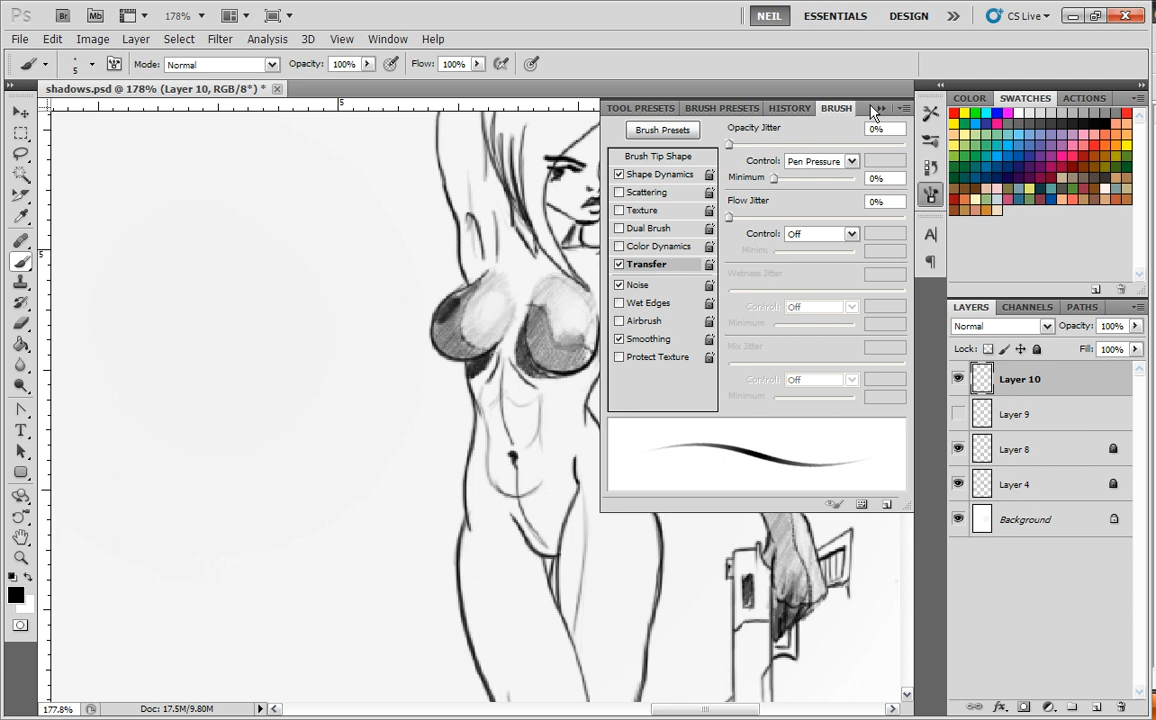 Ps Br Mb 178% NEIL ESSENTIALS DESIGN CS Live
File Edit Image Layer Select Filter Analysis 3D View Window Help
5 Mode: Normal Opacity: 100% Flow: 100%
shadows.psd @ 178% (Layer 10, RGB/8*) *
5
5
TOOL PRESETS BRUSH PRESETS HISTORY BRUSH
Brush Presets
Brush Tip Shape
Shape Dynamics
Scattering
Texture
Dual Brush
Color Dynamics
Transfer
Noise
Wet Edges
Airbrush
Smoothing
Protect Texture
Opacity Jitter 0%
Control: Pen Pressure
Minimum 0%
Flow Jitter 0%
Control: Off
Minimu
Wetness Jitter
Control: Off
Minimum
Mix Jitter
Control: Off
Minimum
COLOR SWATCHES ACTIONS
LAYERS CHANNELS PATHS
Normal Opacity: 100%
Lock: Fill: 100%
Layer 10
Layer 9
Layer 8
Layer 4
Background
fx
177.8% Doc: 17.5M/9.80M